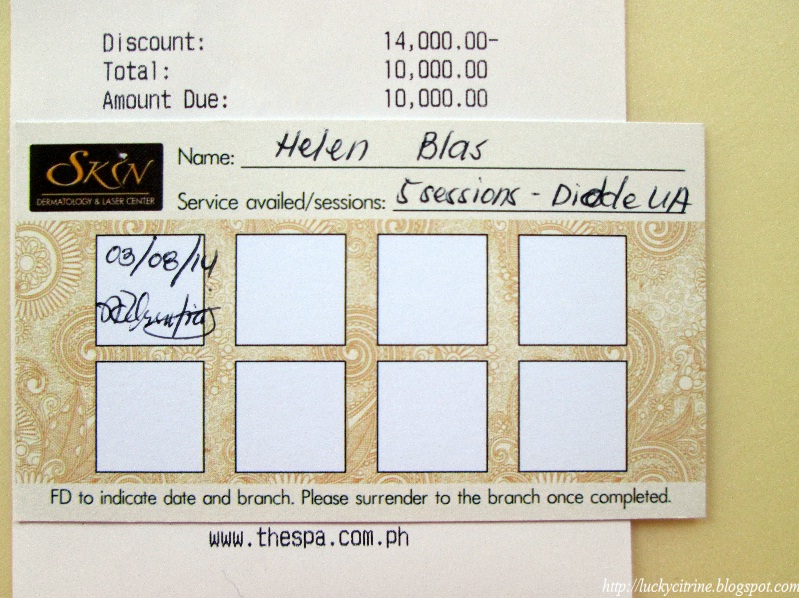 Discount: 14,000.00-
Total: 10,000.00
Amount Due: 10,000.00
SKIN
DERMATOLOGY & LASER CENTER
Name: Helen Blas
Service availed/sessions: 5 sessions - Diode UA
03/08/14
FD to indicate date and branch. Please surrender to the branch once completed.
www.thespa.com.ph
http://luckycitrine.blogspot.com